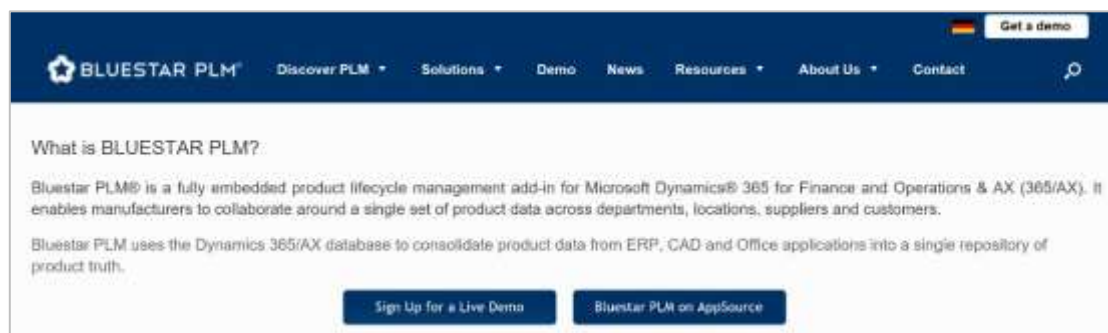 Get a demo
BLUESTAR PLM®
Discover PLM
Solutions
Demo
News
Resources
About Us
Contact
What is BLUESTAR PLM?
Bluestar PLM® is a fully embedded product lifecycle management add-in for Microsoft Dynamics® 365 for Finance and Operations & AX (365/AX). It
enables manufacturers to collaborate around a single set of product data across departments, locations, suppliers and customers.
Bluestar PLM uses the Dynamics 365/AX database to consolidate product data from ERP, CAD and Office applications into a single repository of
product truth.
Sign Up for a Live Demo
Bluestar PLM on AppSource